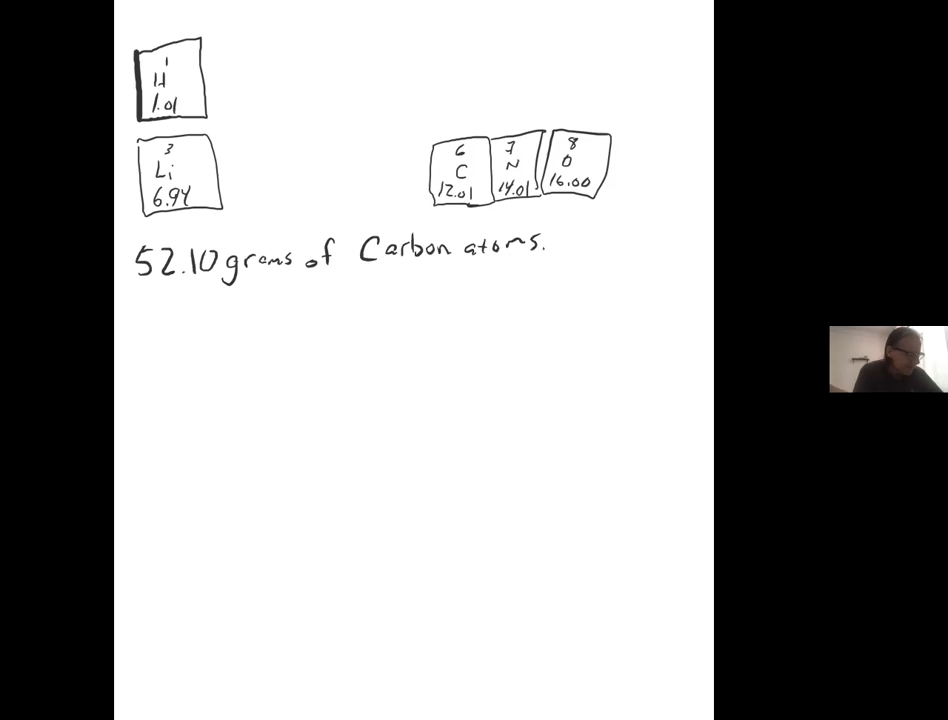 1
H
1.01
3
Li
6.94
6 7 8
C N O
12.01 14.01 16.00
52.10 grams of Carbon atoms.